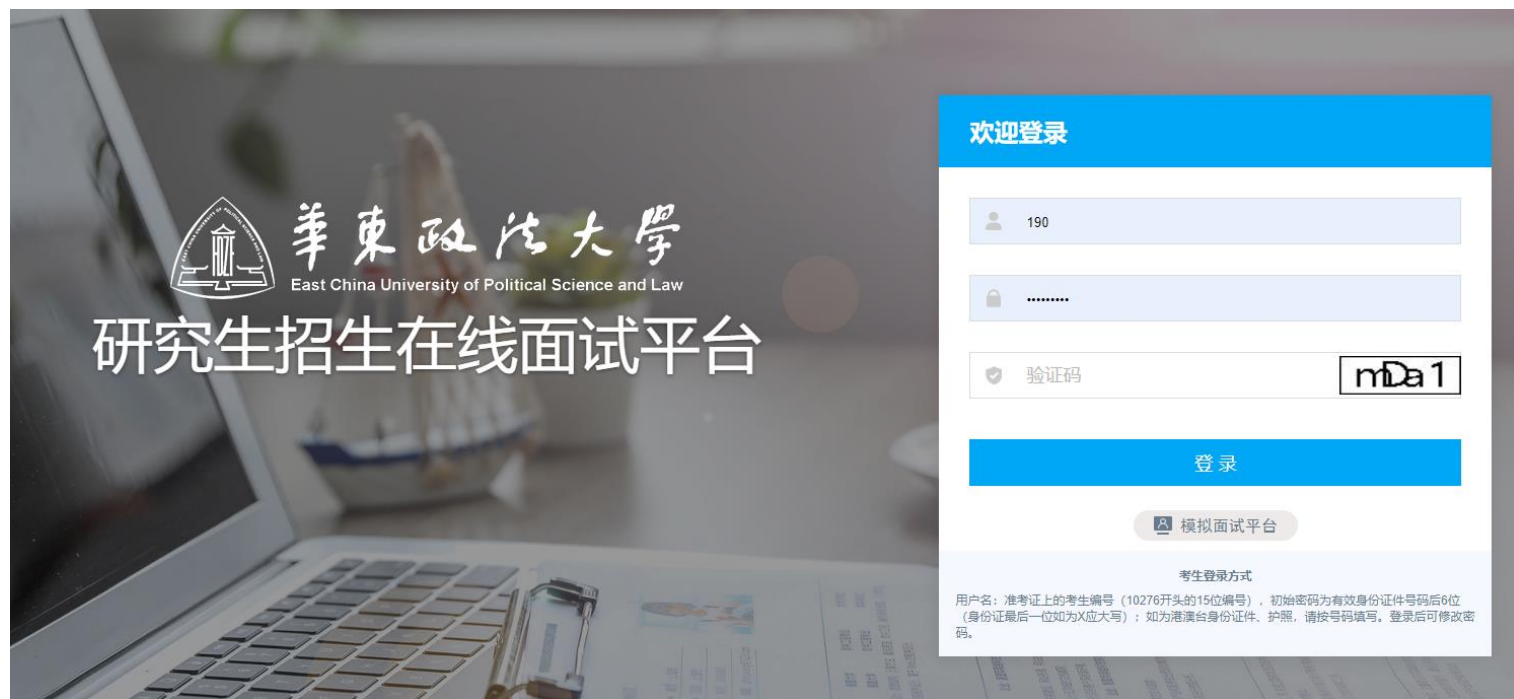 華東政法大學
East China University of Political Science and Law
研究生招生在线面试平台
欢迎登录
190
•••••••••
验证码
mDa1
登录
模拟面试平台
考生登录方式
用户名：准考证上的考生编号（10276开头的15位编号），初始密码为有效身份证件号码后6位
（身份证最后一位如为X应大写）；如为港澳台身份证件、护照，请按号码填写。登录后可修改密
码。